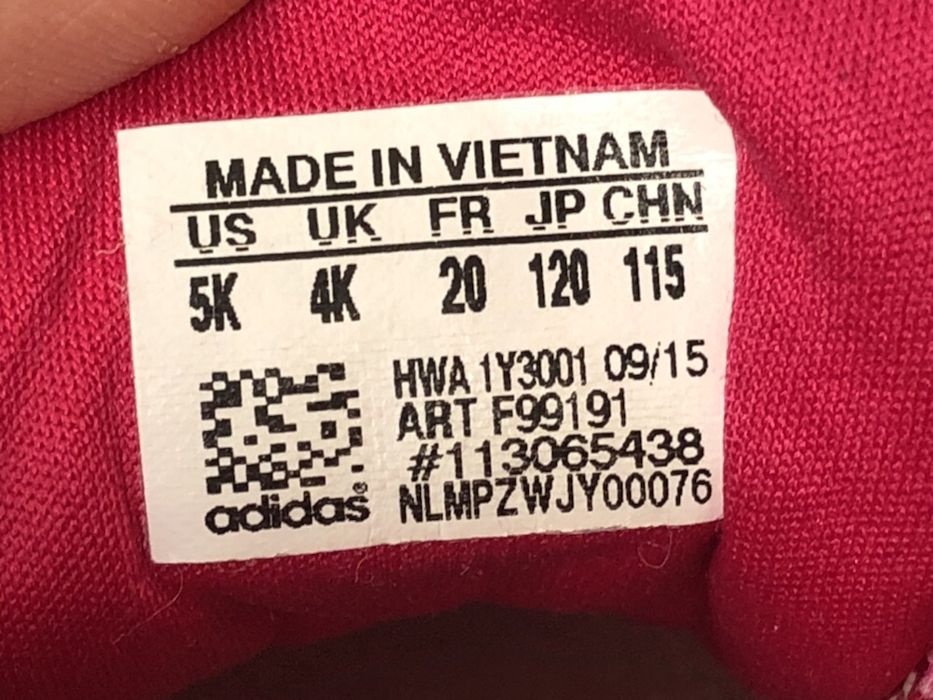 MADE IN VIETNAM
US UK FR JP CHN
5K 4K 20 120 115
HWA 1Y3001 09/15
ART F99191
#113065438
NLMPZWJY00076
adidas®